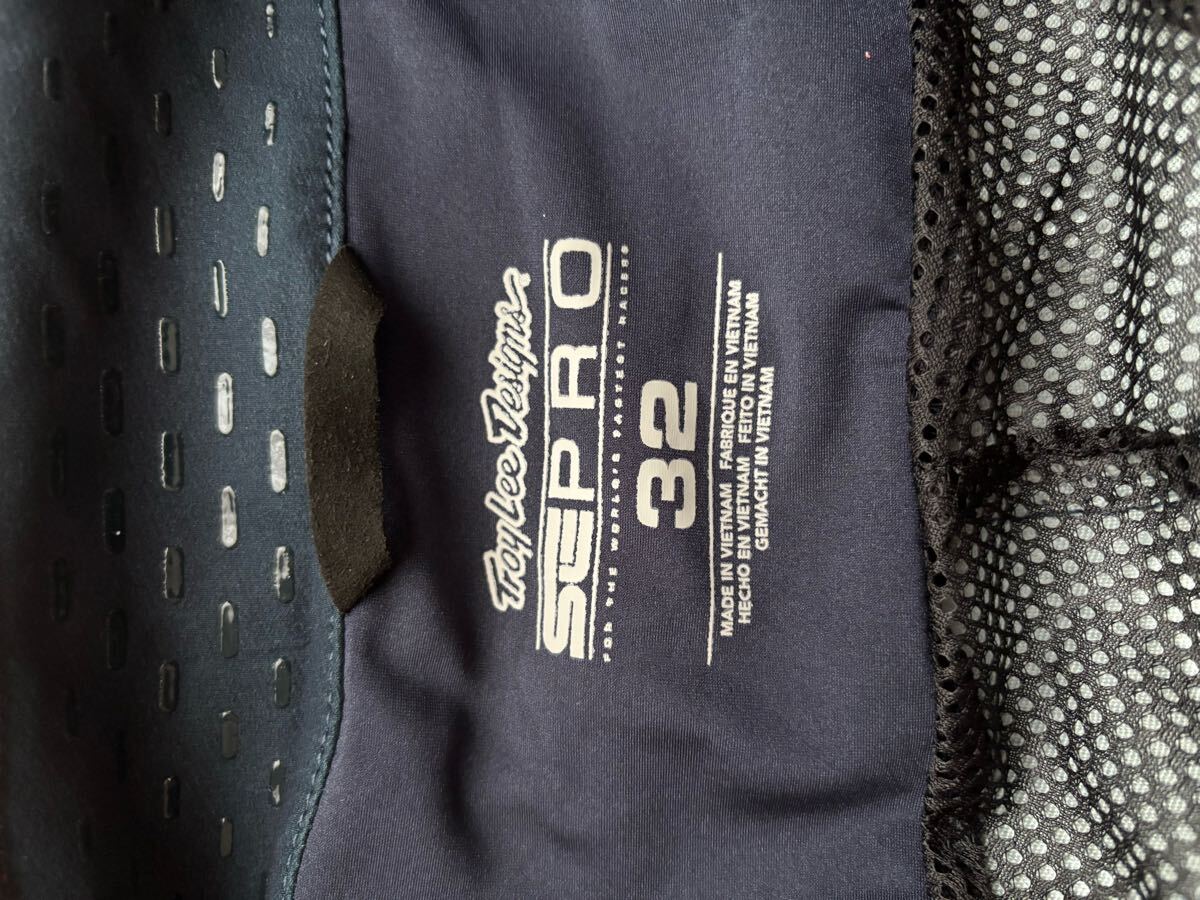 Troy Lee Designs
SE PRO
FOR THE WORLD'S FASTEST RACERS
32
MADE IN VIETNAM FABRIQUE EN VIETNAM
HECHO EN VIETNAM FEITO IN VIETNAM
GEMACHT IN VIETNAM